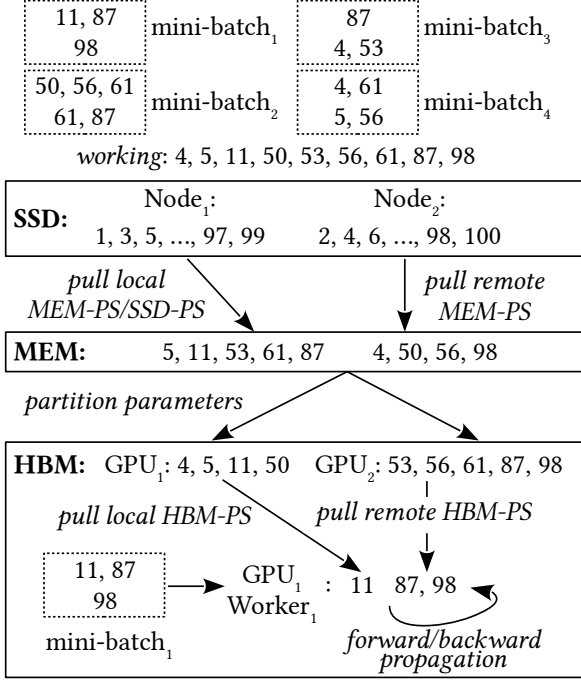 11, 87
98
mini-batch₁
87
4, 53
mini-batch₃
50, 56, 61
61, 87
mini-batch₂
4, 61
5, 56
mini-batch₄
working: 4, 5, 11, 50, 53, 56, 61, 87, 98
SSD:
Node₁:
1, 3, 5, ..., 97, 99
Node₂:
2, 4, 6, ..., 98, 100
pull local
MEM-PS/SSD-PS
pull remote
MEM-PS
MEM: 5, 11, 53, 61, 87 4, 50, 56, 98
partition parameters
HBM: GPU₁: 4, 5, 11, 50 GPU₂: 53, 56, 61, 87, 98
pull local HBM-PS
pull remote HBM-PS
11, 87
98
mini-batch₁
GPU₁
Worker₁
: 11 87, 98
forward/backward
propagation